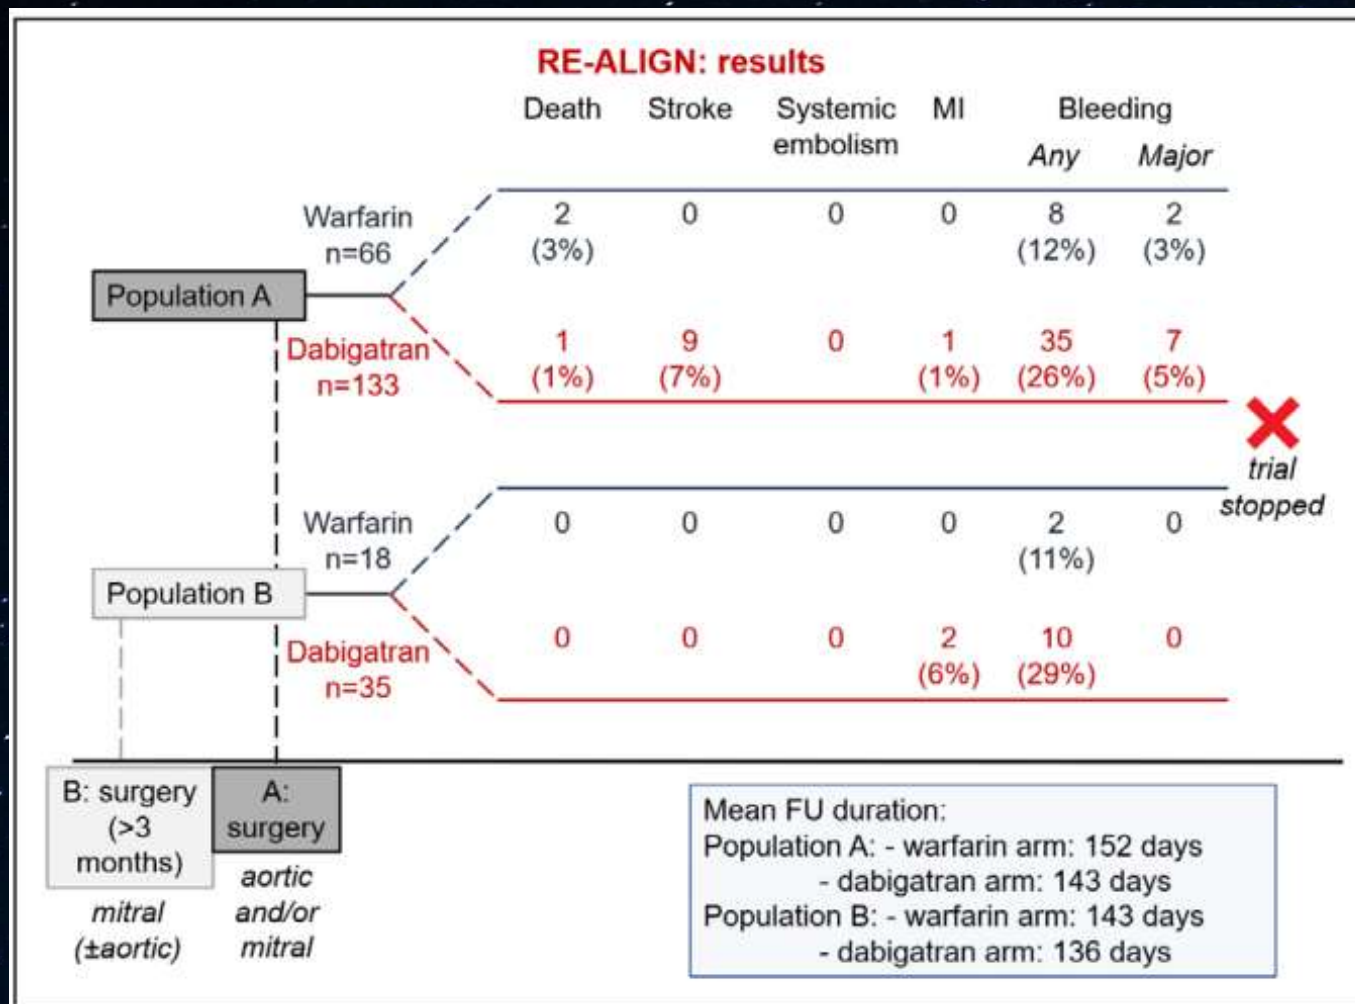 RE-ALIGN: results
Death Stroke Systemic embolism MI Bleeding
Any Major
Warfarin
n=66
2 0 0 0 8 2
(3%) (12%) (3%)
Population A
Dabigatran
n=133
1 9 0 1 35 7
(1%) (7%) (1%) (26%) (5%)
trial
stopped
Warfarin
n=18
0 0 0 0 2 0
(11%)
Population B
Dabigatran
n=35
0 0 0 2 10 0
(6%) (29%)
B: surgery
(>3
months)
mitral
(±aortic)
A:
surgery
aortic
and/or
mitral
Mean FU duration:
Population A: - warfarin arm: 152 days
- dabigatran arm: 143 days
Population B: - warfarin arm: 143 days
- dabigatran arm: 136 days